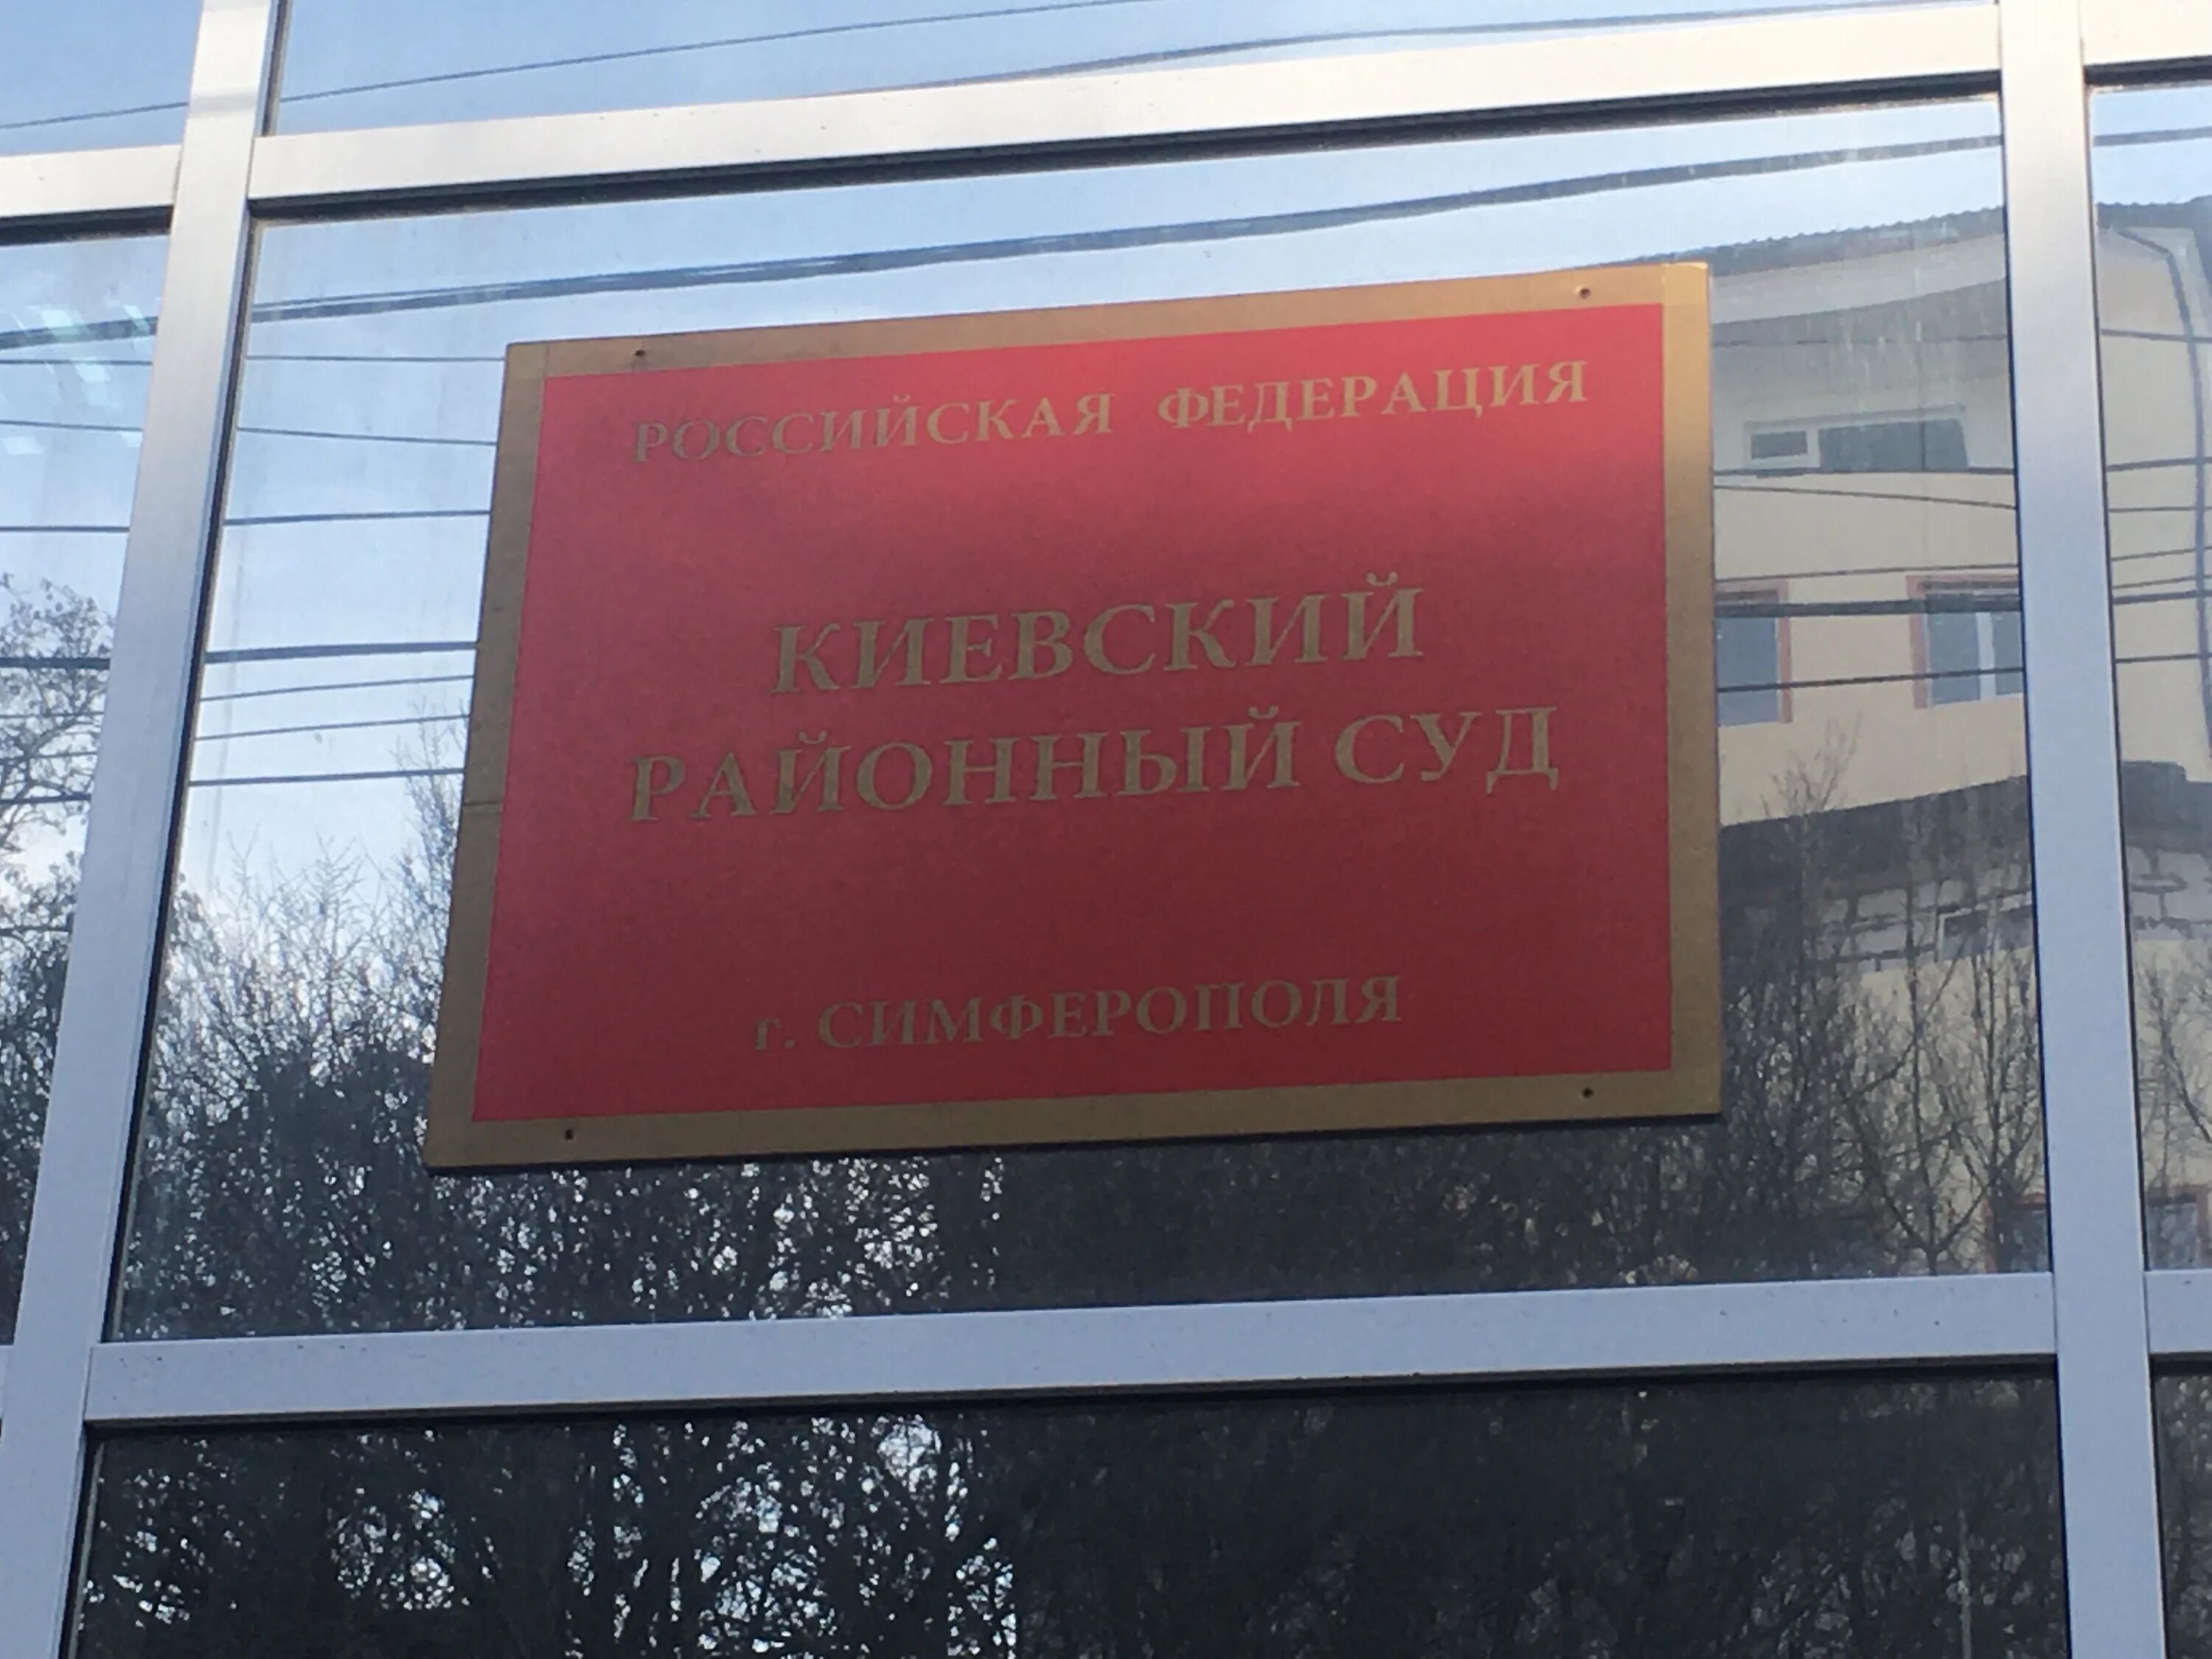 РОССИЙСКАЯ ФЕДЕРАЦИЯ
КИЕВСКИЙ
РАЙОННЫЙ СУД
г. СИМФЕРОПОЛЯ